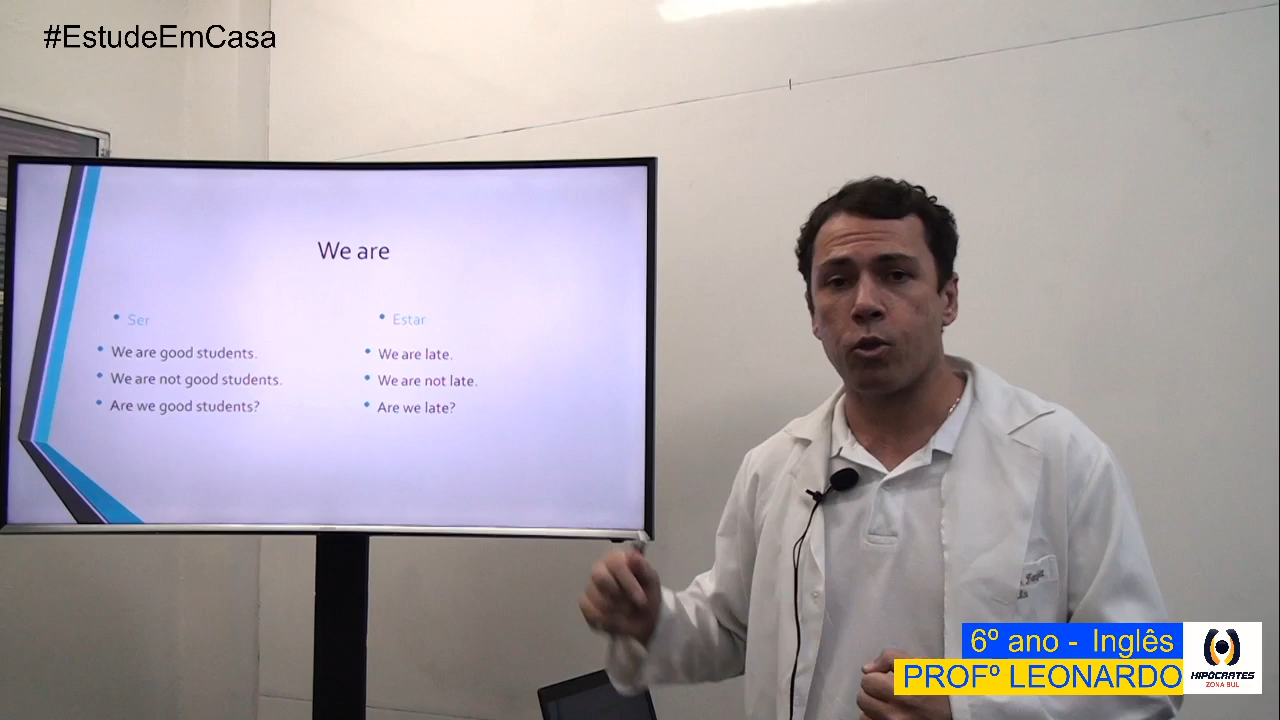 #EstudeEmCasa
We are
• Ser
• We are good students.
• We are not good students.
• Are we good students?
• Estar
• We are late.
• We are not late.
• Are we late?
6º ano - Inglês
PROFº LEONARDO
HIPÓCRATES
ZONA SUL